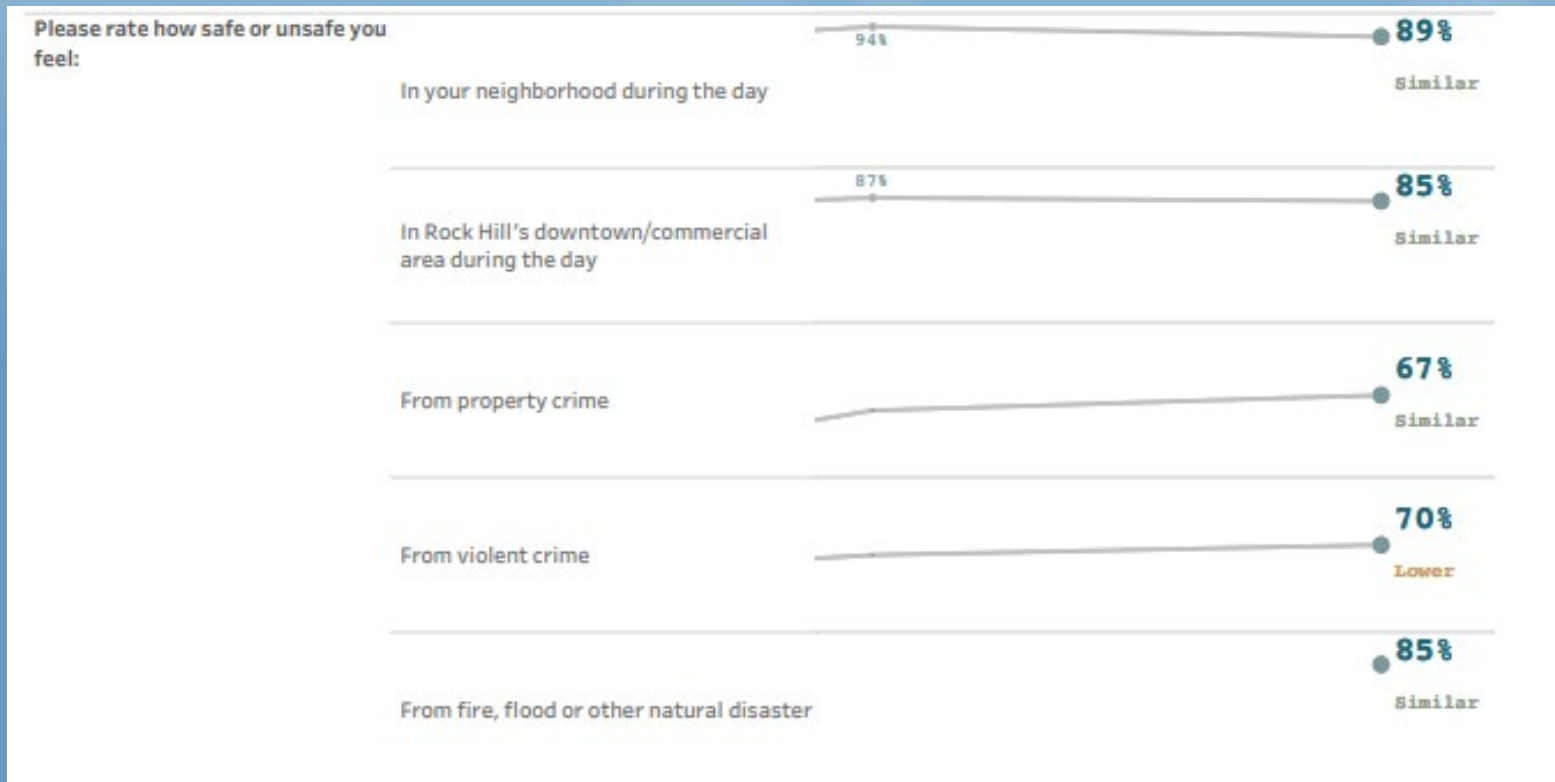 Please rate how safe or unsafe you
feel:
94%
89%
Similar
In your neighborhood during the day
87%
85%
Similar
In Rock Hill's downtown/commercial
area during the day
67%
From property crime
Similar
70%
From violent crime
Lower
85%
Similar
From fire, flood or other natural disaster